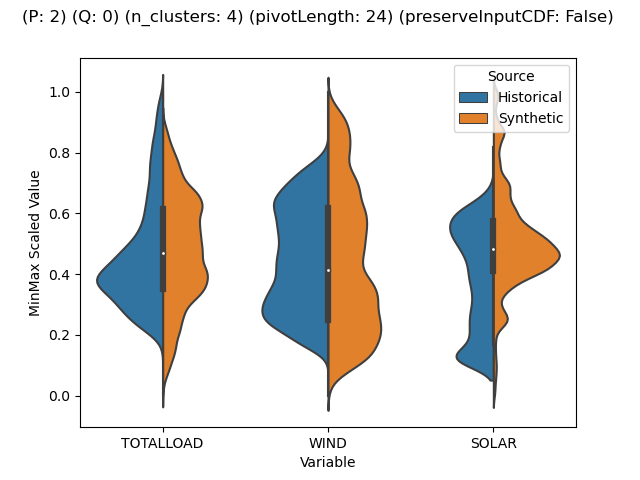 (P: 2) (Q: 0) (n_clusters: 4) (pivotLength: 24) (preserveInputCDF: False)
Source
Historical
Synthetic
1.0
0.8
0.6
0.4
0.2
0.0
MinMax Scaled Value
TOTALLOAD
WIND
SOLAR
Variable